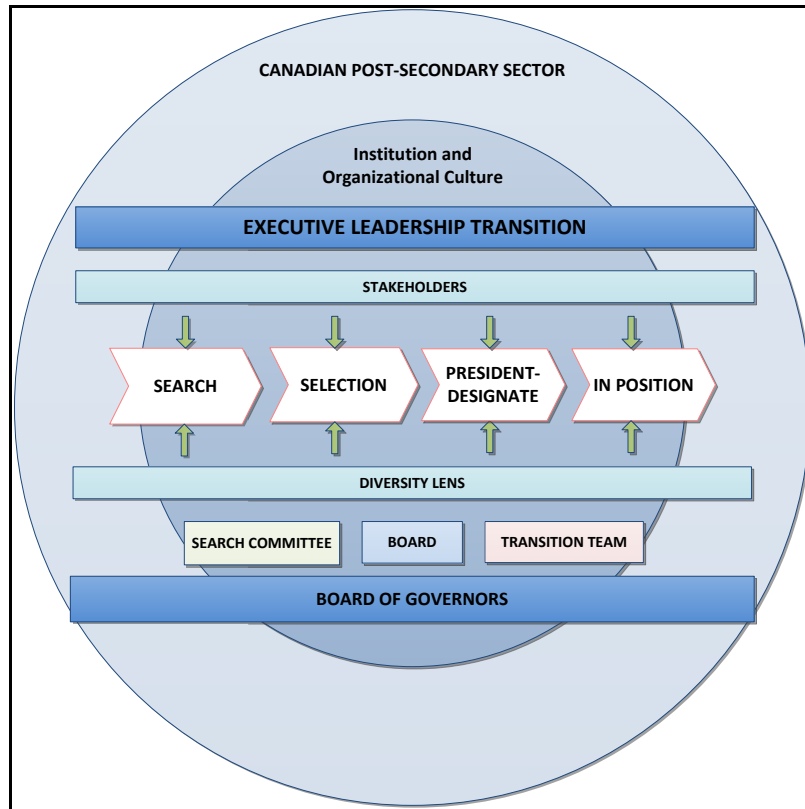 CANADIAN POST-SECONDARY SECTOR
Institution and
Organizational Culture
EXECUTIVE LEADERSHIP TRANSITION
STAKEHOLDERS
SEARCH
SELECTION
PRESIDENT-
DESIGNATE
IN POSITION
DIVERSITY LENS
SEARCH COMMITTEE
BOARD
TRANSITION TEAM
BOARD OF GOVERNORS